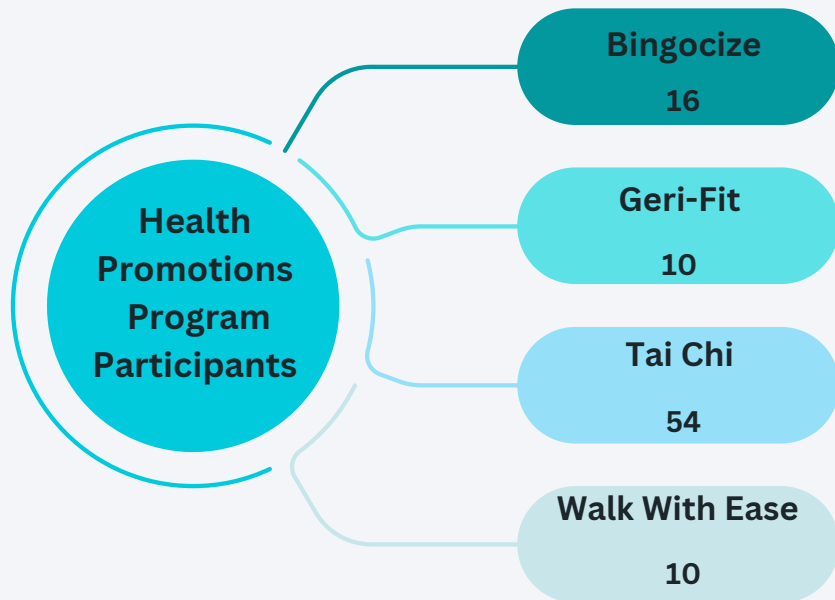 Health
Promotions
Program
Participants
Bingocize
16
Geri-Fit
10
Tai Chi
54
Walk With Ease
10